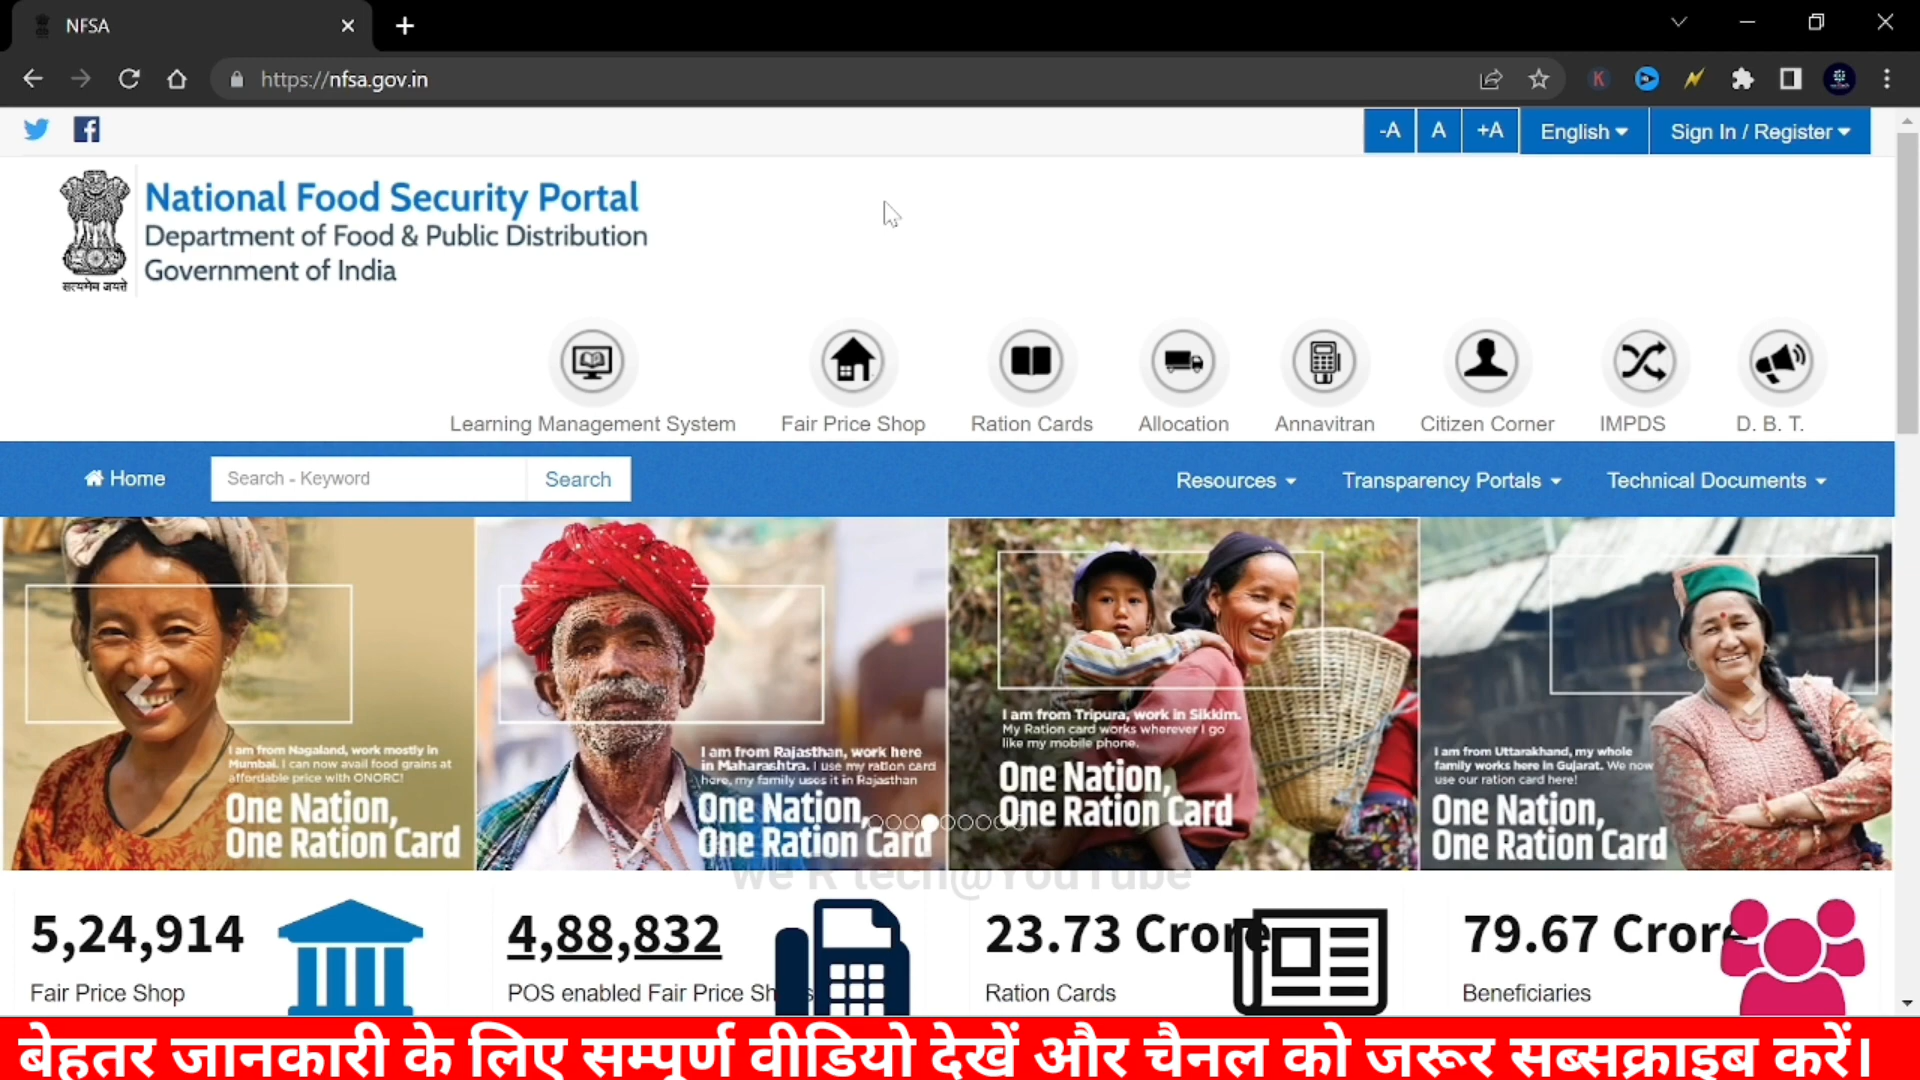 NFSA
https://nfsa.gov.in
-A A +A English Sign In / Register
National Food Security Portal
Department of Food & Public Distribution
Government of India
सत्यमेव जयते
Learning Management System Fair Price Shop Ration Cards Allocation Annavitran Citizen Corner IMPDS D. B. T.
Home Search - Keyword Search Resources Transparency Portals Technical Documents
I am from Nagaland, work mostly in
Mumbai. I can now avail food grains at
affordable price with ONORC!
One Nation,
One Ration Card
I am from Rajasthan, work here
in Maharashtra. I use my ration card
here, my family uses it in Rajasthan
One Nation,
One Ration Card
I am from Tripura, work in Sikkim.
My Ration card works wherever I go
like my mobile phone.
One Nation,
One Ration Card
I am from Uttarakhand, my whole
family works here in Gujarat. We now
use our ration card here!
One Nation,
One Ration Card
We R tech@YouTube
5,24,914 4,88,832 23.73 Crore 79.67 Crore
Fair Price Shop POS enabled Fair Price Shops Ration Cards Beneficiaries
बेहतर जानकारी के लिए सम्पूर्ण वीडियो देखें और चैनल को जरूर सब्सक्राइब करें।